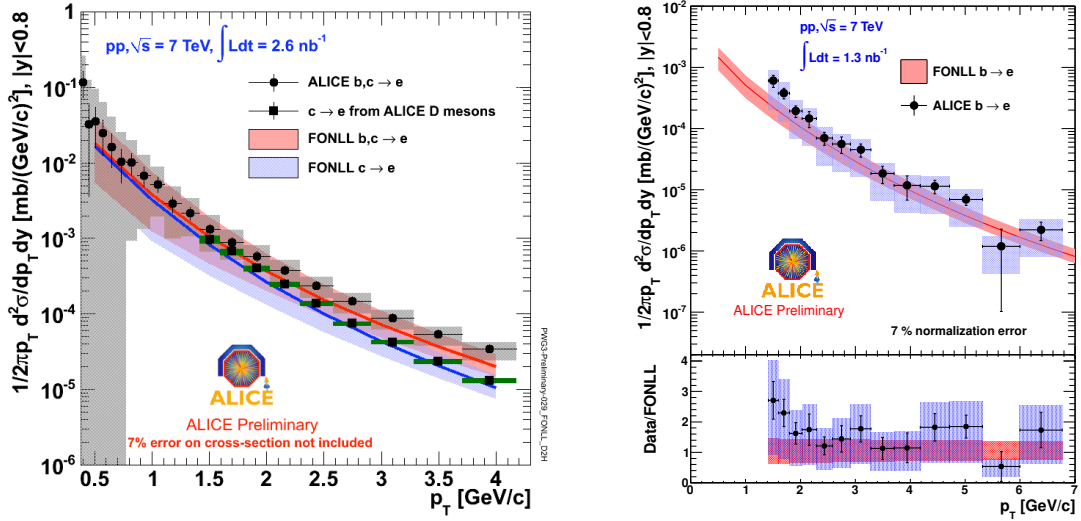 1/2πp_T d²σ/dp_T dy [mb/(GeV/c)²], |y|<0.8
1
10⁻¹
10⁻²
10⁻³
10⁻⁴
10⁻⁵
10⁻⁶
pp, √s = 7 TeV, ∫Ldt = 2.6 nb⁻¹
ALICE b,c → e
c → e from ALICE D mesons
FONLL b,c → e
FONLL c → e
ALICE
ALICE Preliminary
7% error on cross-section not included
PWG3-Preliminary-029_FONLL_D2H
0.5 1 1.5 2 2.5 3 3.5 4
p_T [GeV/c]
1/2πp_T d²σ/dp_T dy [mb/(GeV/c)²], |y|<0.8
10⁻²
10⁻³
10⁻⁴
10⁻⁵
10⁻⁶
10⁻⁷
pp, √s = 7 TeV
∫Ldt = 1.3 nb⁻¹
FONLL b → e
ALICE b → e
ALICE
ALICE Preliminary
7 % normalization error
Data/FONLL
4
3
2
1
0
0 1 2 3 4 5 6 7
p_T [GeV/c]